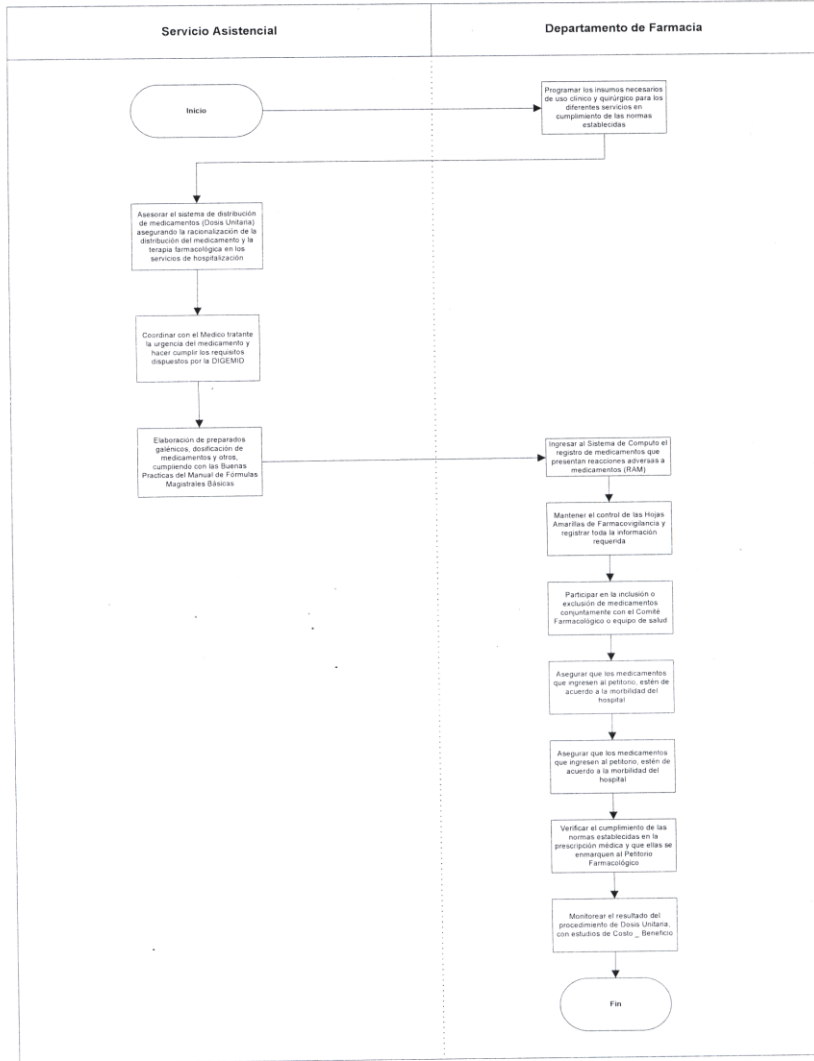 Servicio Asistencial
Departamento de Farmacia
Inicio
Programar los insumos necesarios
de uso clínico y quirúrgico para los
diferentes servicios en
cumplimiento de las normas
establecidas
Asesorar el sistema de distribución
de medicamentos (Dosis Unitaria)
asegurando la racionalización de la
distribución del medicamento y la
terapia farmacológica en los
servicios de hospitalización
Coordinar con el Medico tratante
la urgencia del medicamento y
hacer cumplir los requisitos
dispuestos por la DIGEMID
Elaboración de preparados
galénicos, dosificación de
medicamentos y otros,
cumpliendo con las Buenas
Practicas del Manual de Fórmulas
Magistrales Básicas
Ingresar al Sistema de Computo el
registro de medicamentos que
presentan reacciones adversas a
medicamentos (RAM)
Mantener el control de las Hojas
Amarillas de Farmacovigilancia y
registrar toda la información
requerida
Participar en la inclusión o
exclusión de medicamentos
conjuntamente con el Comité
Farmacológico o equipo de salud
Asegurar que los medicamentos
que ingresen al petitorio, estén de
acuerdo a la morbilidad del
hospital
Asegurar que los medicamentos
que ingresen al petitorio, estén de
acuerdo a la morbilidad del
hospital
Verificar el cumplimiento de las
normas establecidas en la
prescripción médica y que ellas se
enmarquen al Petitorio
Farmacológico
Monitorear el resultado del
procedimiento de Dosis Unitaria,
con estudios de Costo _ Beneficio
Fin